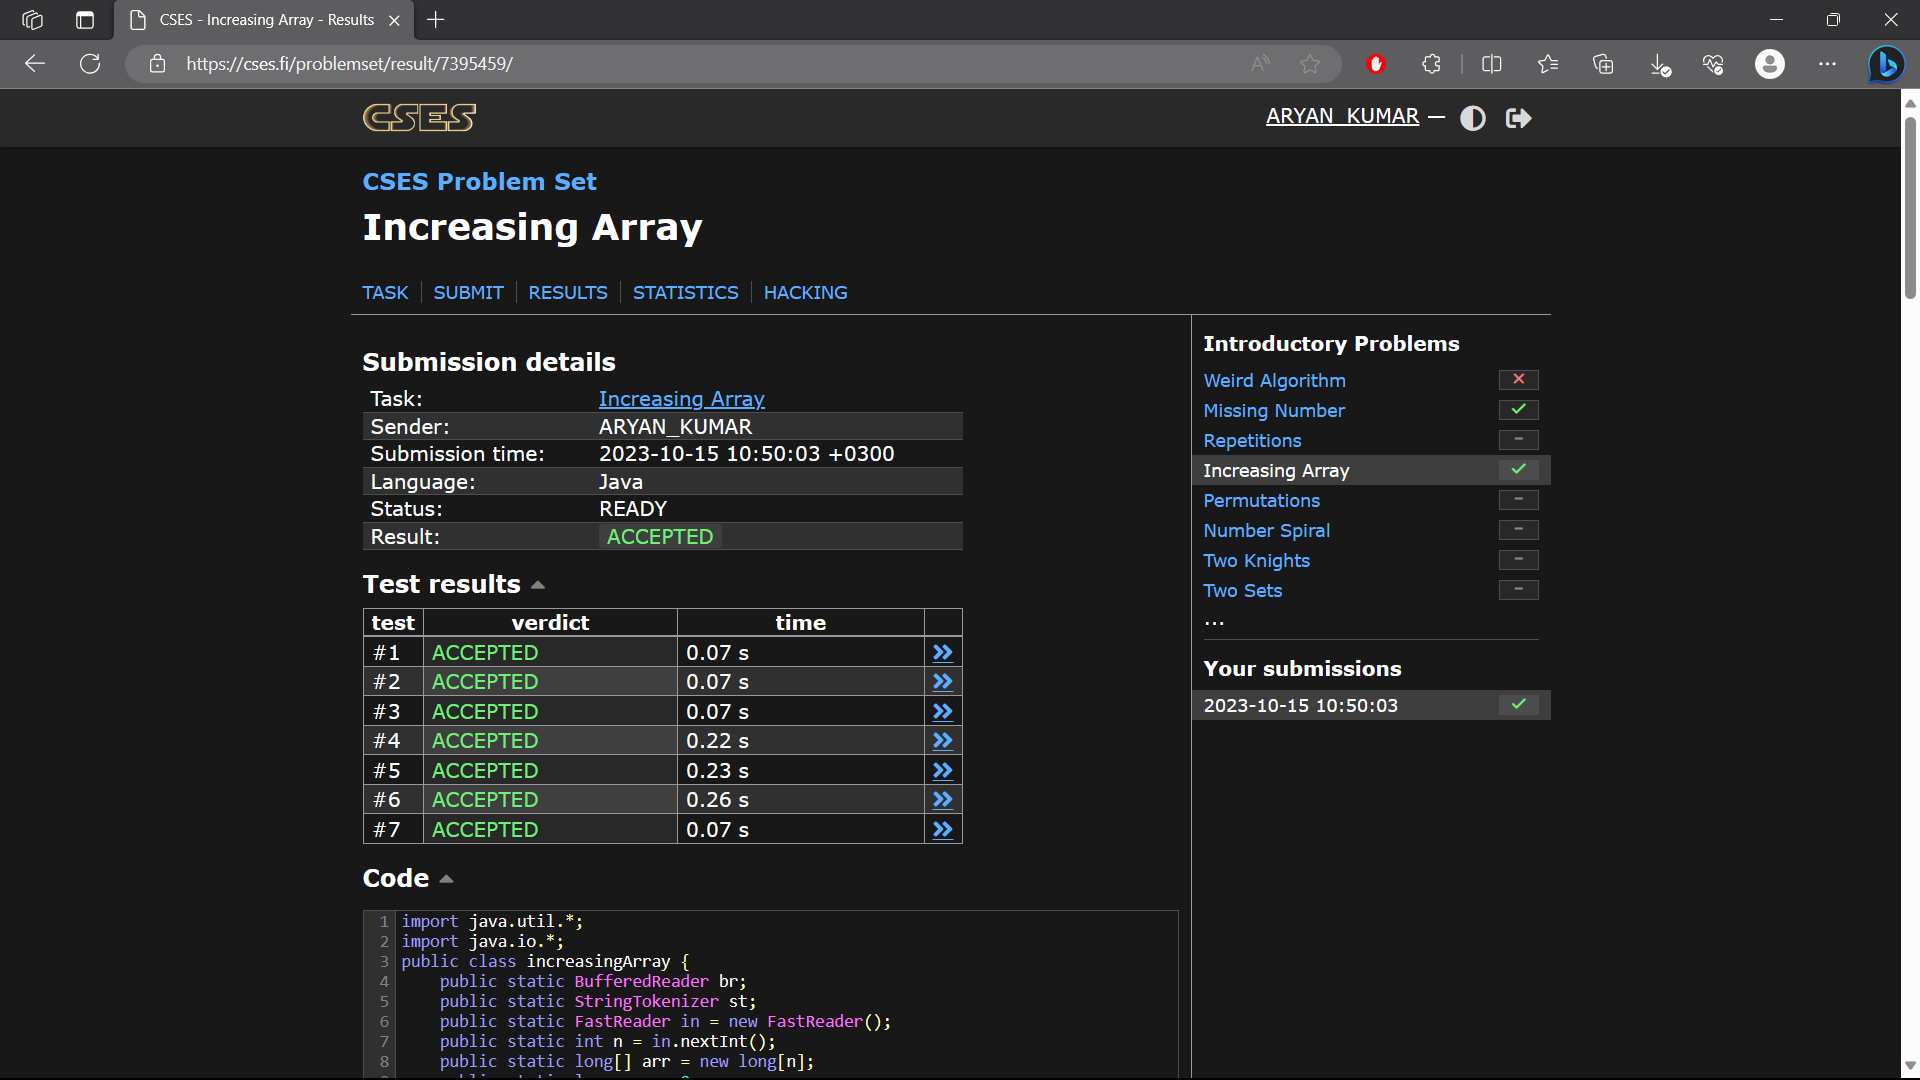 CSES - Increasing Array - Results
https://cses.fi/problemset/result/7395459/
CSES
ARYAN_KUMAR —
CSES Problem Set
Increasing Array
TASK SUBMIT RESULTS STATISTICS HACKING
Submission details
Task: Increasing Array
Sender: ARYAN_KUMAR
Submission time: 2023-10-15 10:50:03 +0300
Language: Java
Status: READY
Result: ACCEPTED
Test results
test verdict time
#1 ACCEPTED 0.07 s
#2 ACCEPTED 0.07 s
#3 ACCEPTED 0.07 s
#4 ACCEPTED 0.22 s
#5 ACCEPTED 0.23 s
#6 ACCEPTED 0.26 s
#7 ACCEPTED 0.07 s
Code
1 import java.util.*;
2 import java.io.*;
3 public class increasingArray {
4 public static BufferedReader br;
5 public static StringTokenizer st;
6 public static FastReader in = new FastReader();
7 public static int n = in.nextInt();
8 public static long[] arr = new long[n];
Introductory Problems
Weird Algorithm
Missing Number
Repetitions
Increasing Array
Permutations
Number Spiral
Two Knights
Two Sets
...
Your submissions
2023-10-15 10:50:03